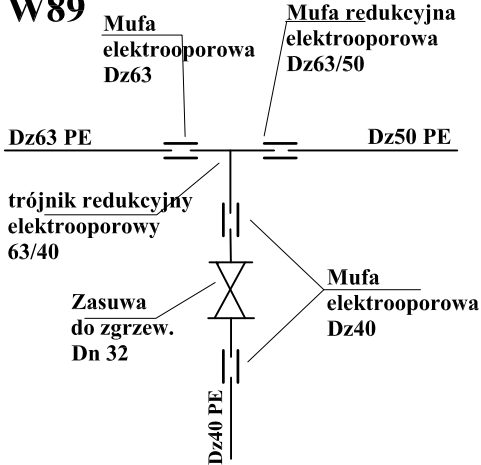 W89
Mufa
elektrooporowa
Dz63
Mufa redukcyjna
elektrooporowa
Dz63/50
Dz63 PE
Dz50 PE
trójnik redukcyjny
elektrooporowy
63/40
Zasuwa
do zgrzew.
Dn 32
Mufa
elektrooporowa
Dz40
Dz40 PE